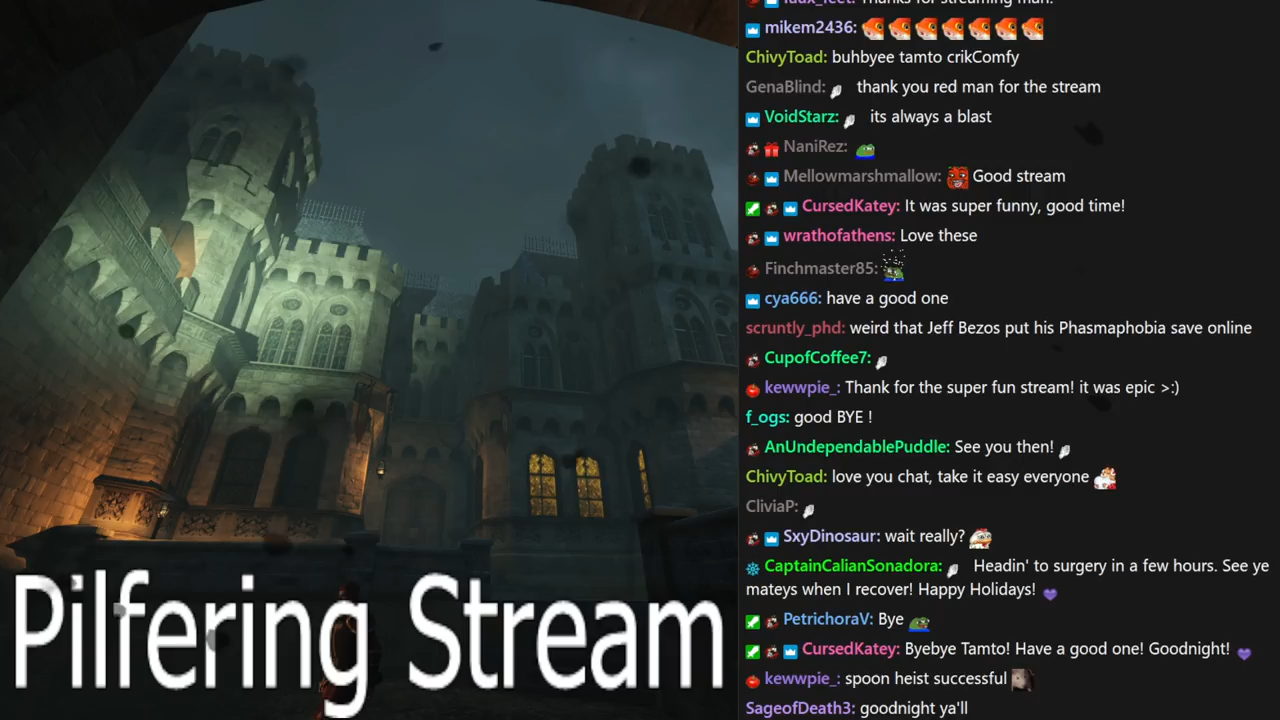 faux_feet: Thanks for streaming man!
mikem2436:
ChivyToad: buhbyee tamto crikComfy
GenaBlind: thank you red man for the stream
VoidStarz: its always a blast
NaniRez:
Mellowmarshmallow: Good stream
CursedKatey: It was super funny, good time!
wrathofathens: Love these
Finchmaster85:
cya666: have a good one
scruntly_phd: weird that Jeff Bezos put his Phasmaphobia save online
CupofCoffee7:
kewwpie_: Thank for the super fun stream! it was epic >:)
f_ogs: good BYE !
AnUndependablePuddle: See you then!
ChivyToad: love you chat, take it easy everyone
CliviaP:
SxyDinosaur: wait really?
CaptainCalianSonadora: Headin' to surgery in a few hours. See ye
mateys when I recover! Happy Holidays!
PetrichoraV: Bye
CursedKatey: Byebye Tamto! Have a good one! Goodnight!
kewwpie_: spoon heist successful
SageofDeath3: goodnight ya'll
Pilfering Stream